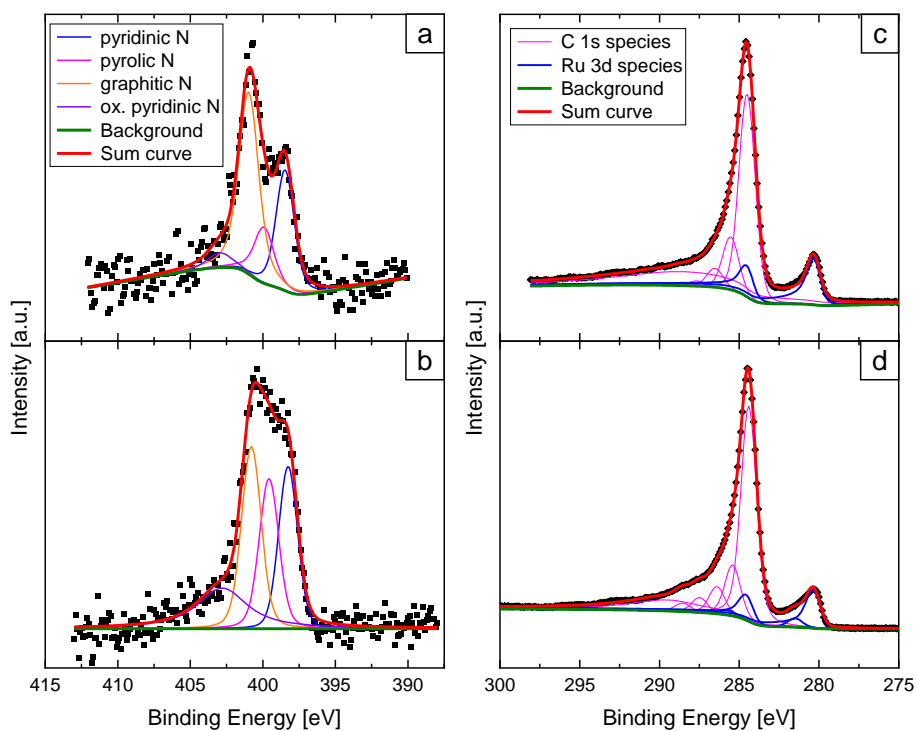 a
pyridinic N
pyrolic N
graphitic N
ox. pyridinic N
Background
Sum curve
c
C 1s species
Ru 3d species
Background
Sum curve
Intensity [a.u.]
Intensity [a.u.]
b
d
415 405 400 395 390
Binding Energy [eV]
300 295 290 285 280 275
Binding Energy [eV]